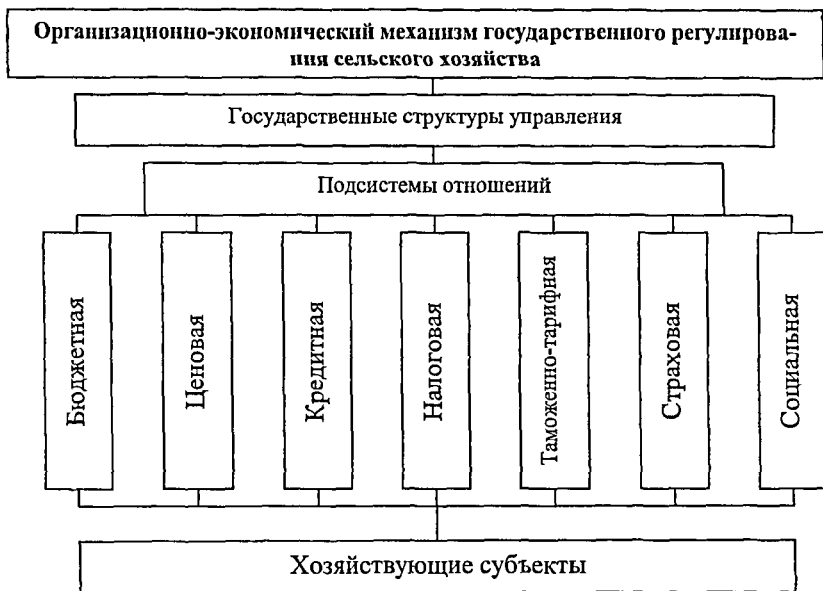 Организационно-экономический механизм государственного регулирова-
ния сельского хозяйства
Государственные структуры управления
Подсистемы отношений
Бюджетная
Ценовая
Кредитная
Налоговая
Таможенно-тарифная
Страховая
Социальная
Хозяйствующие субъекты